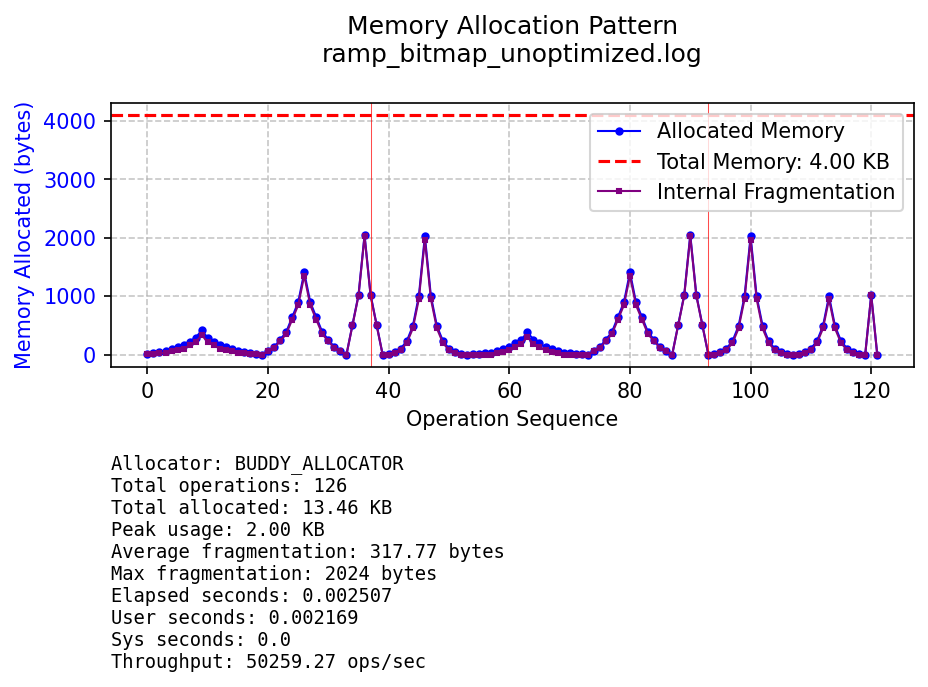 Memory Allocation Pattern
ramp_bitmap_unoptimized.log
Memory Allocated (bytes)
4000
3000
2000
1000
0
Allocated Memory
Total Memory: 4.00 KB
Internal Fragmentation
0 20 40 60 80 100 120
Operation Sequence
Allocator: BUDDY_ALLOCATOR
Total operations: 126
Total allocated: 13.46 KB
Peak usage: 2.00 KB
Average fragmentation: 317.77 bytes
Max fragmentation: 2024 bytes
Elapsed seconds: 0.002507
User seconds: 0.002169
Sys seconds: 0.0
Throughput: 50259.27 ops/sec